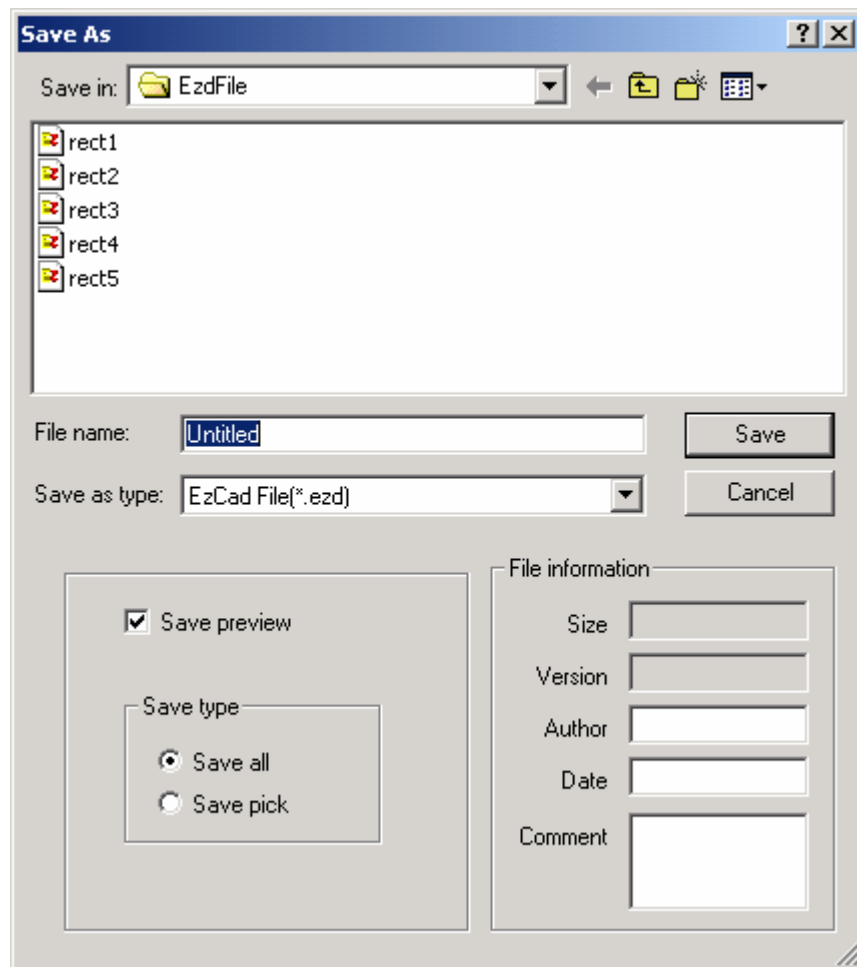 Save As
Save in: EzdFile
rect1
rect2
rect3
rect4
rect5
File name: Untitled Save
Save as type: EzCad File(*.ezd) Cancel
File information
Save preview
Size
Version
Save type
Author
Save all
Date
Save pick
Comment